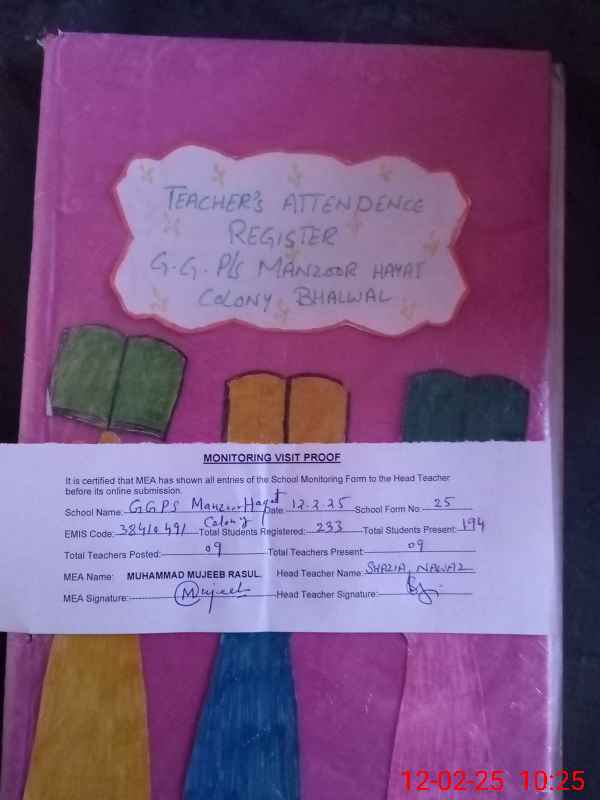 TEACHER'S ATTENDENCE
REGISTER
G.G. P/S MANZOOR HAYAT
COLONY BHALWAL
MONITORING VISIT PROOF
It is certified that MEA has shown all entries of the School Monitoring Form to the Head Teacher
before its online submission.
School Name: GGPS Manzoor Hayat Colony Date: 12.2.25 School Form No: 25
EMIS Code: 38410491 Total Students Registered: 233 Total Students Present: 194
Total Teachers Posted: 09 Total Teachers Present: 09
MEA Name: MUHAMMAD MUJEEB RASUL Head Teacher Name: SHAZIA NAWAZ
MEA Signature: Mujeeb Head Teacher Signature:
12-02-25 10:25